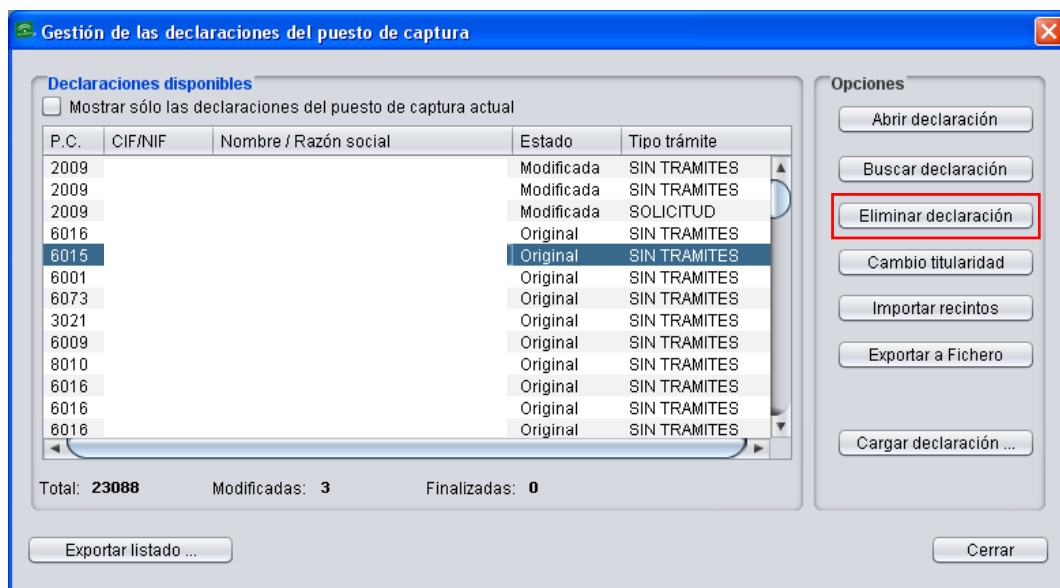 Gestión de las declaraciones del puesto de captura
Declaraciones disponibles
Mostrar sólo las declaraciones del puesto de captura actual
P.C. CIF/NIF Nombre / Razón social Estado Tipo trámite
2009 Modificada SIN TRAMITES
2009 Modificada SIN TRAMITES
2009 Modificada SOLICITUD
6016 Original SIN TRAMITES
6015 Original SIN TRAMITES
6001 Original SIN TRAMITES
6073 Original SIN TRAMITES
3021 Original SIN TRAMITES
6009 Original SIN TRAMITES
8010 Original SIN TRAMITES
6016 Original SIN TRAMITES
6016 Original SIN TRAMITES
6016 Original SIN TRAMITES
Total: 23088 Modificadas: 3 Finalizadas: 0
Exportar listado ...
Opciones
Abrir declaración
Buscar declaración
Eliminar declaración
Cambio titularidad
Importar recintos
Exportar a Fichero
Cargar declaración ...
Cerrar